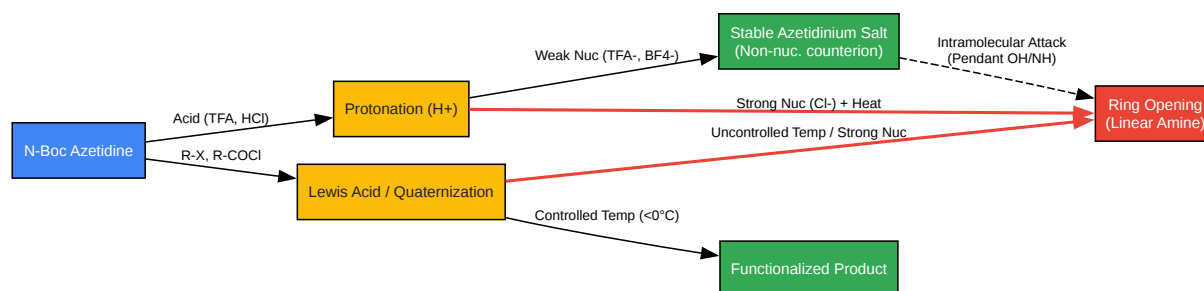 Stable Azetidinium Salt
(Non-nuc. counterion)
Intramolecular Attack
(Pendant OH/NH)
Weak Nuc (TFA-, BF4-)
Protonation (H+)
Strong Nuc (Cl-) + Heat
Ring Opening
(Linear Amine)
Acid (TFA, HCl)
Uncontrolled Temp / Strong Nuc
N-Boc Azetidine
R-X, R-COCl
Lewis Acid / Quaternization
Controlled Temp (<0°C)
Functionalized Product